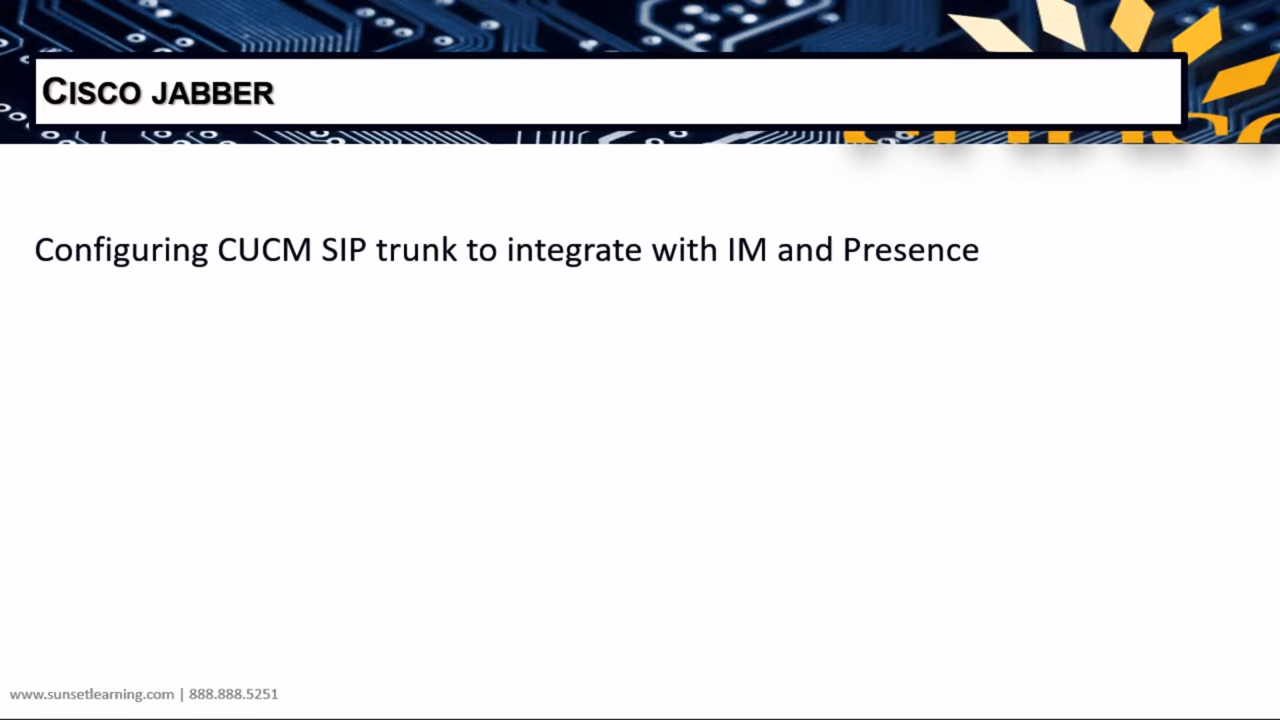 CISCO JABBER
Configuring CUCM SIP trunk to integrate with IM and Presence
www.sunsetlearning.com | 888.888.5251